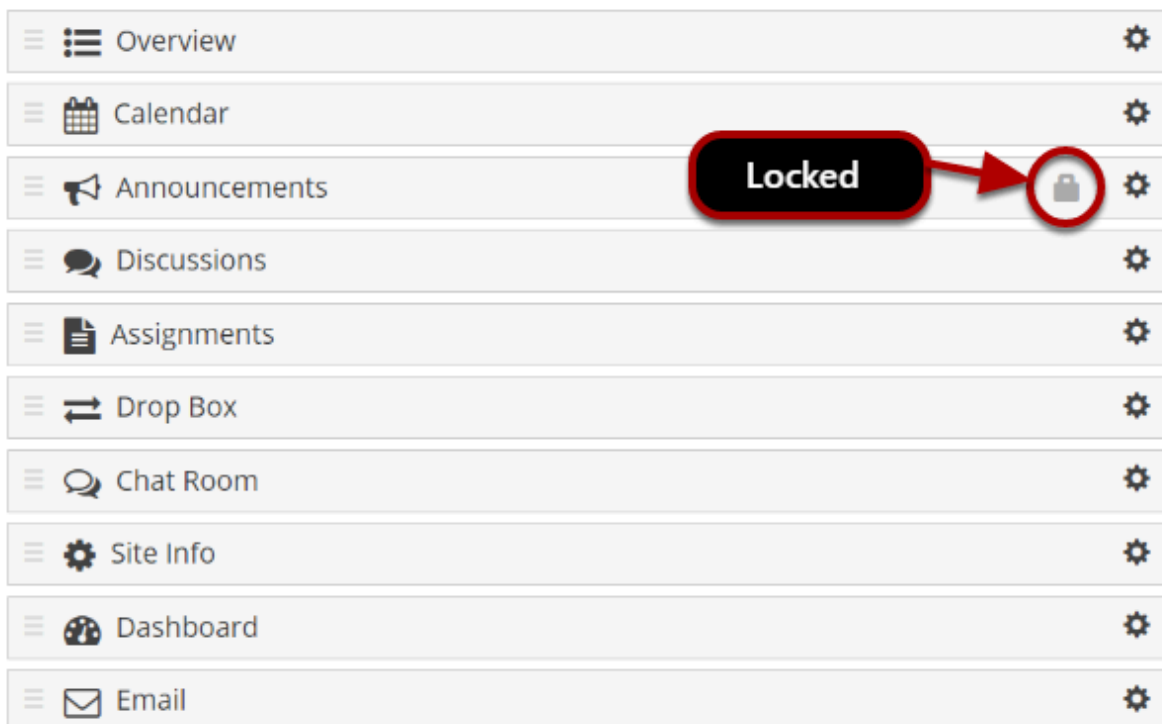 Overview
Calendar
Announcements
Locked
Discussions
Assignments
Drop Box
Chat Room
Site Info
Dashboard
Email